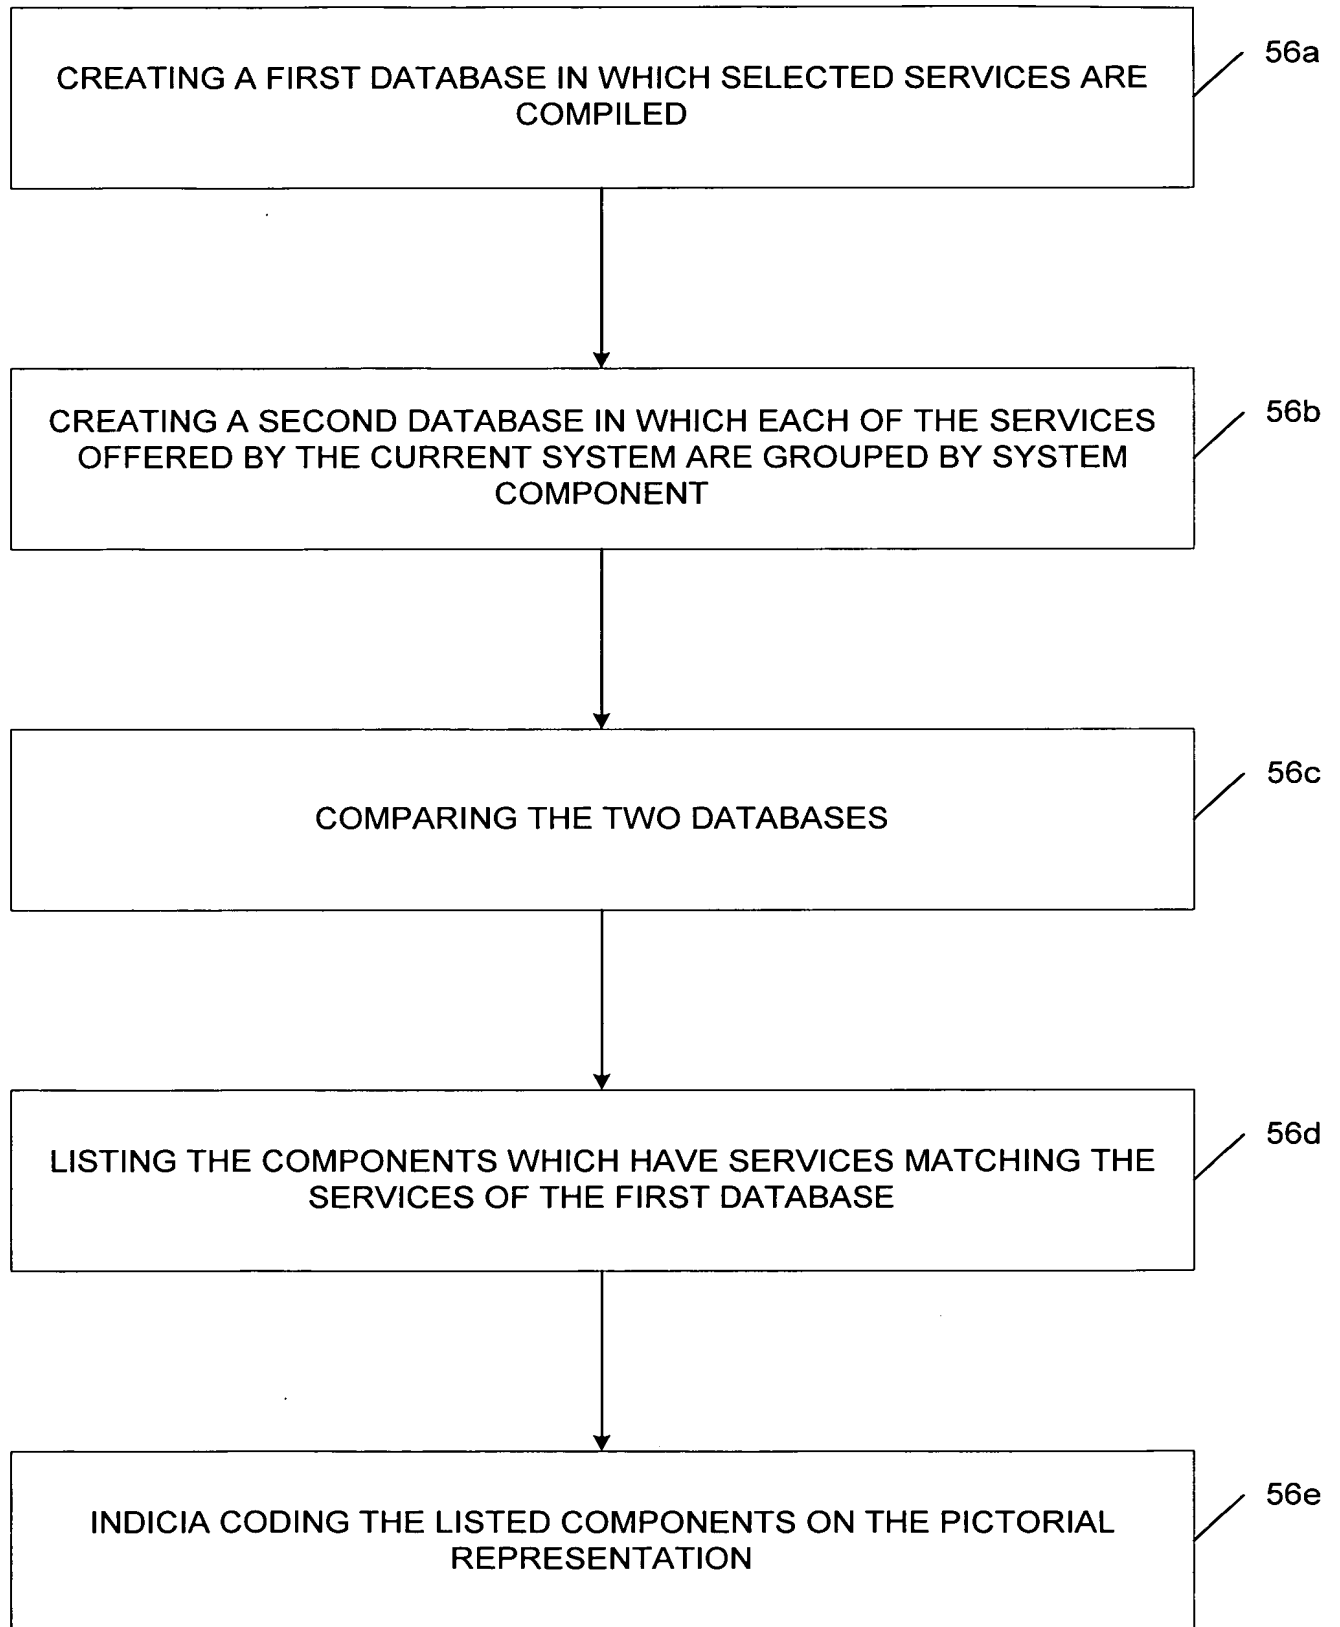 CREATING A FIRST DATABASE IN WHICH SELECTED SERVICES ARE
COMPILED
56a
CREATING A SECOND DATABASE IN WHICH EACH OF THE SERVICES
OFFERED BY THE CURRENT SYSTEM ARE GROUPED BY SYSTEM
COMPONENT
56b
COMPARING THE TWO DATABASES
56c
LISTING THE COMPONENTS WHICH HAVE SERVICES MATCHING THE
SERVICES OF THE FIRST DATABASE
56d
INDICIA CODING THE LISTED COMPONENTS ON THE PICTORIAL
REPRESENTATION
56e